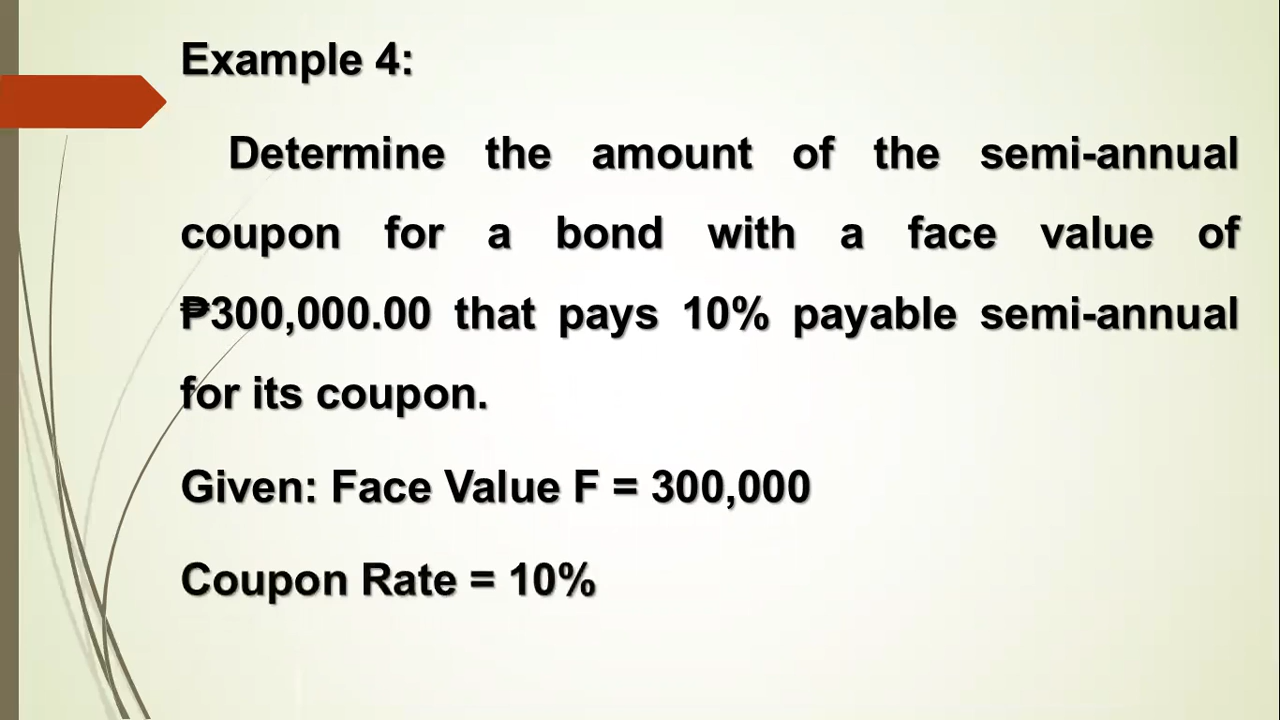 Example 4:
Determine the amount of the semi-annual
coupon for a bond with a face value of
₱300,000.00 that pays 10% payable semi-annual
for its coupon.
Given: Face Value F = 300,000
Coupon Rate = 10%